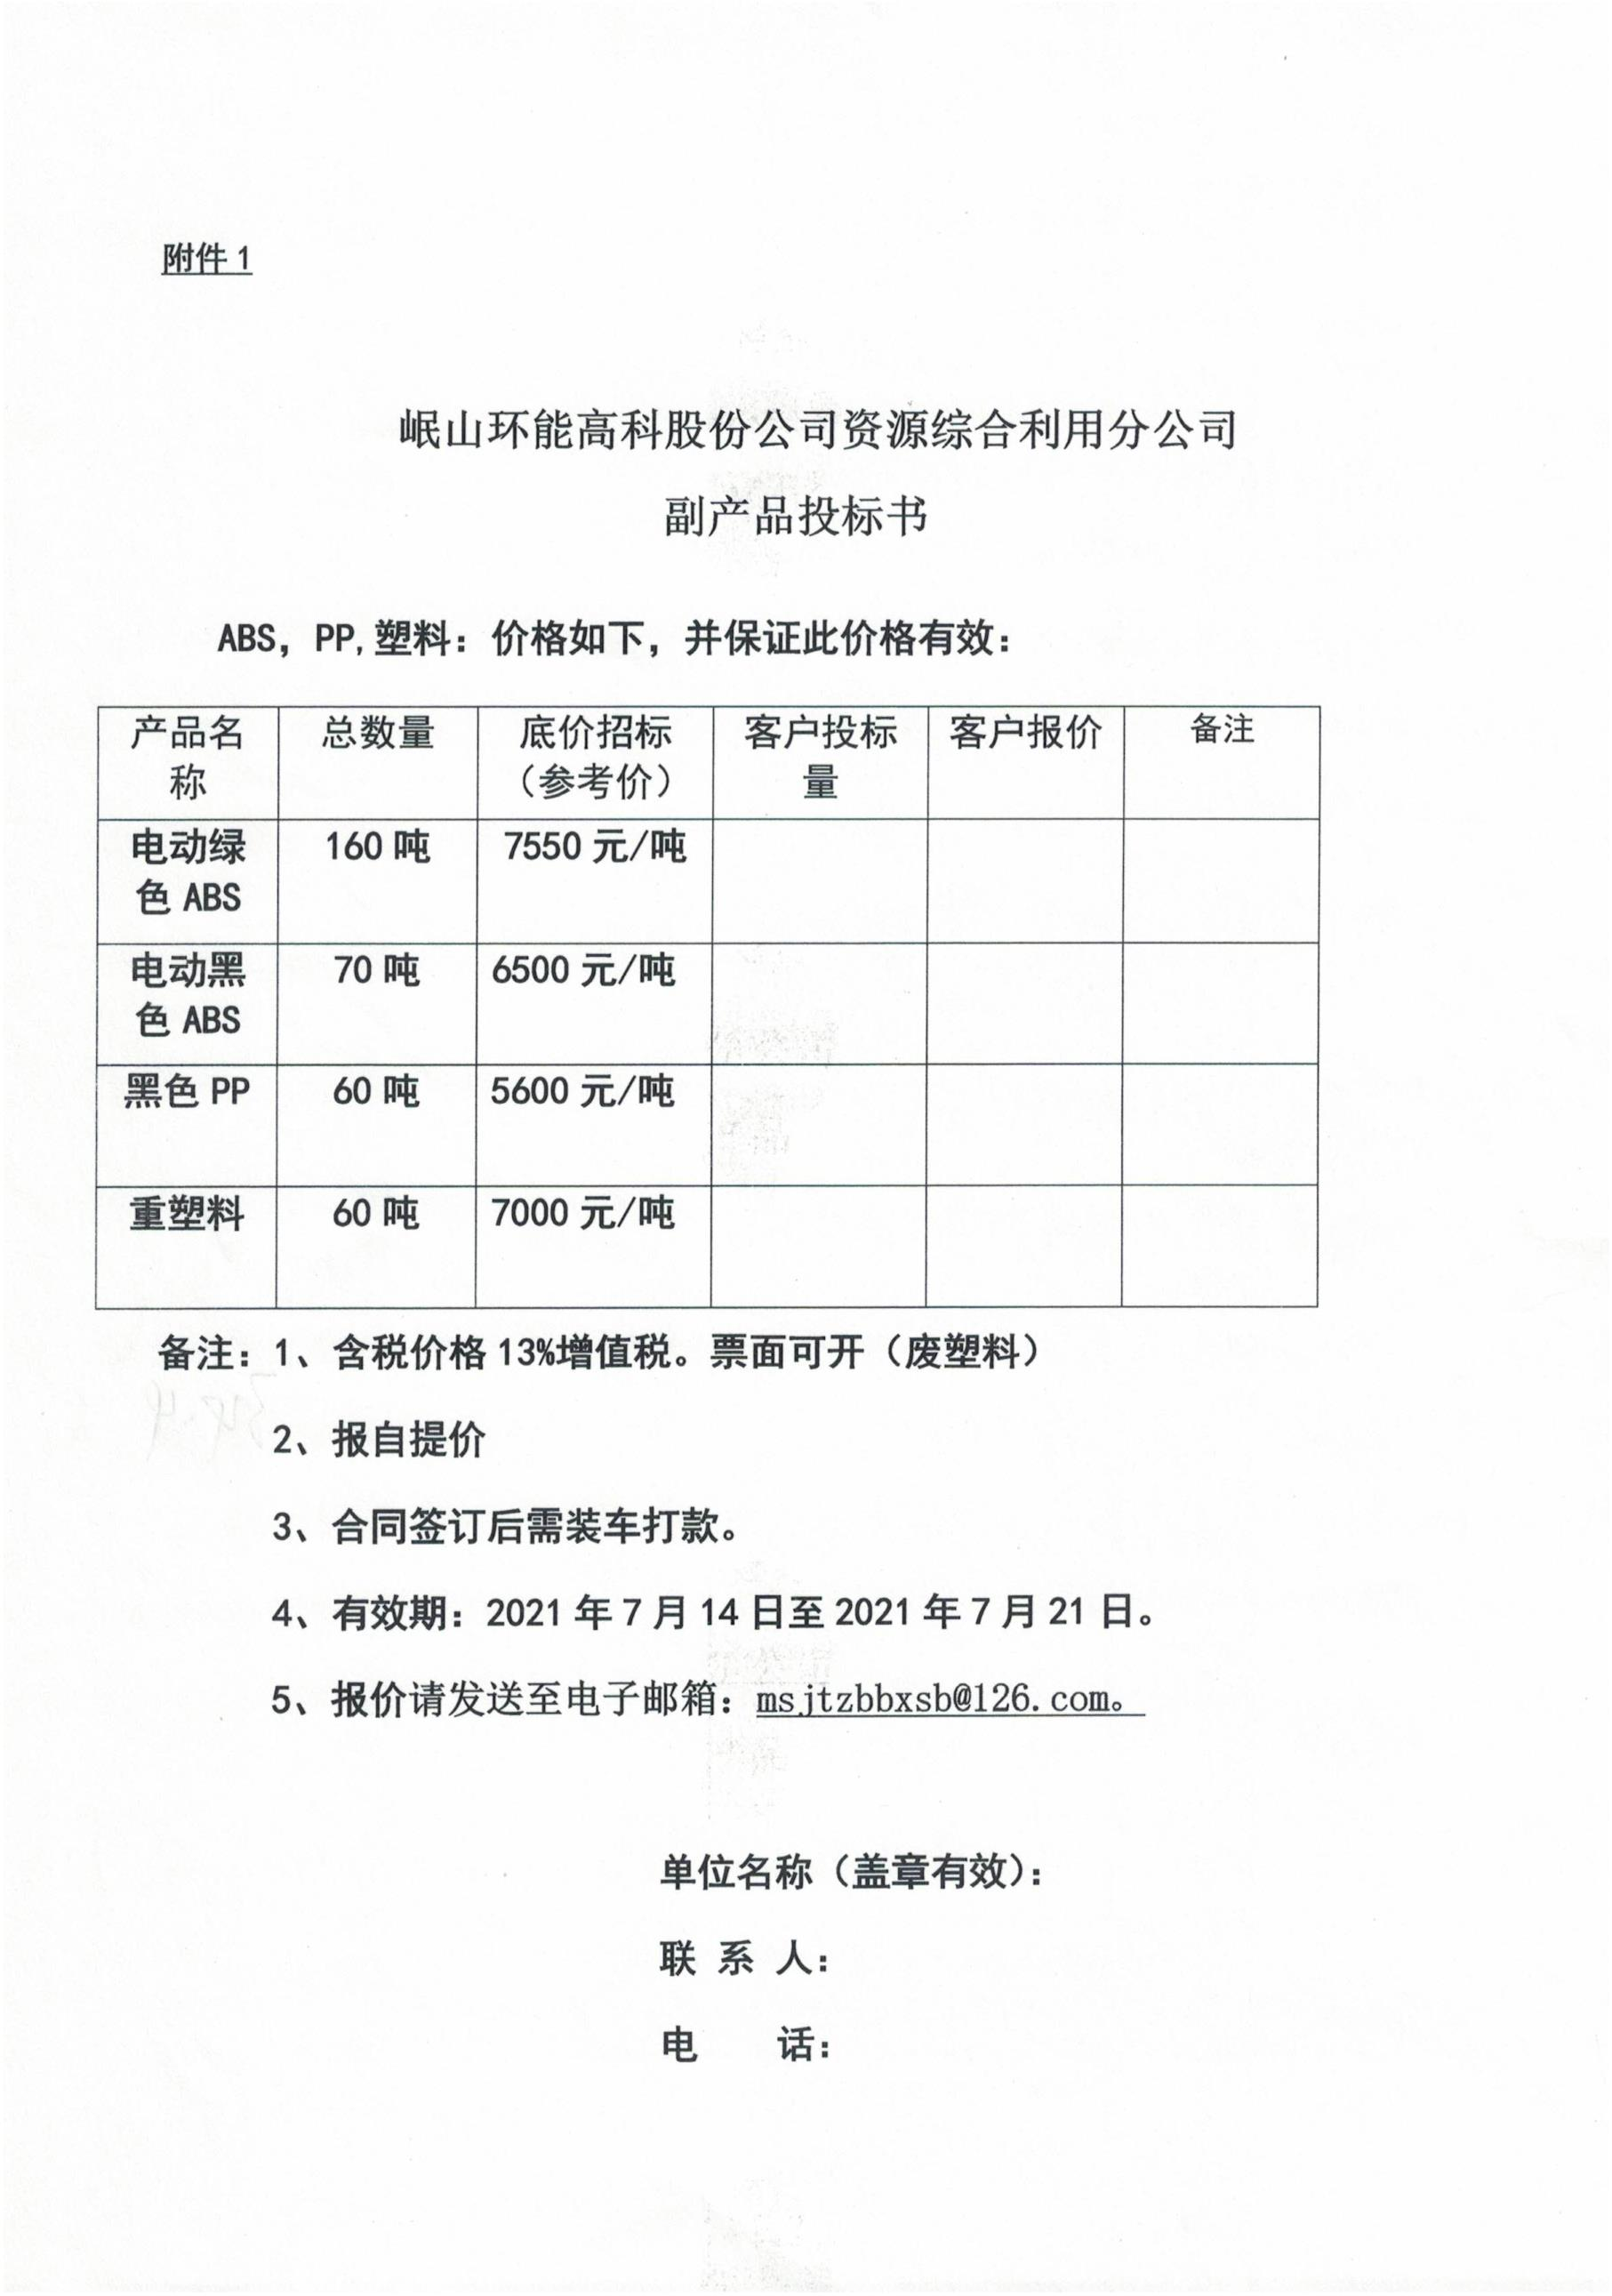 附件 1
岷山环能高科股份公司资源综合利用分公司
副产品投标书
ABS，PP,塑料：价格如下，并保证此价格有效：
产品名称 总数量 底价招标（参考价） 客户投标量 客户报价 备注
电动绿色 ABS 160 吨 7550 元/吨
电动黑色 ABS 70 吨 6500 元/吨
黑色 PP 60 吨 5600 元/吨
重塑料 60 吨 7000 元/吨
备注：1、含税价格 13%增值税。票面可开（废塑料）
2、报自提价
3、合同签订后需装车打款。
4、有效期：2021 年 7 月 14 日至 2021 年 7 月 21 日。
5、报价请发送至电子邮箱：msjtzbbxsb@126.com。
单位名称（盖章有效）：
联 系 人：
电 话：